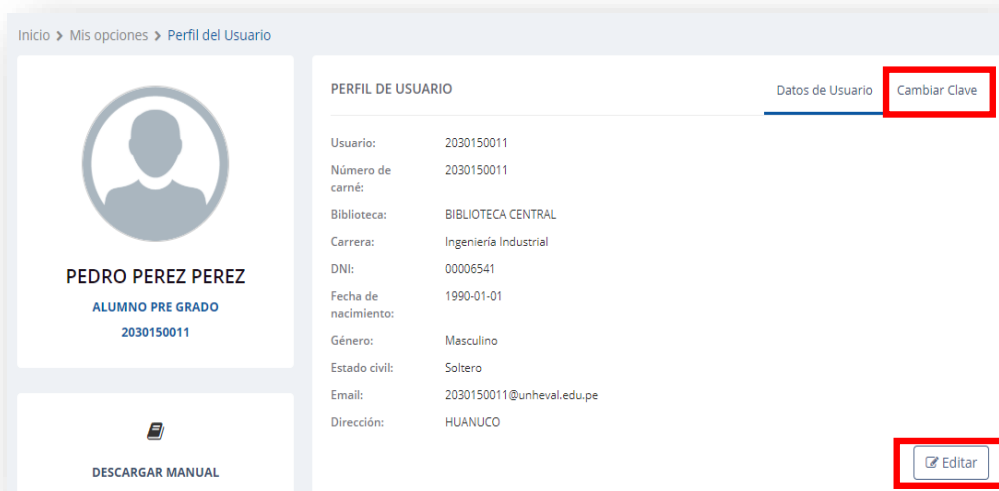 Inicio > Mis opciones > Perfil del Usuario
PEDRO PEREZ PEREZ
ALUMNO PRE GRADO
2030150011
DESCARGAR MANUAL
PERFIL DE USUARIO
Datos de Usuario
Cambiar Clave
Usuario: 2030150011
Número de 2030150011
carné:
Biblioteca: BIBLIOTECA CENTRAL
Carrera: Ingeniería Industrial
DNI: 00006541
Fecha de 1990-01-01
nacimiento:
Género: Masculino
Estado civil: Soltero
Email: 2030150011@unheval.edu.pe
Dirección: HUANUCO
Editar